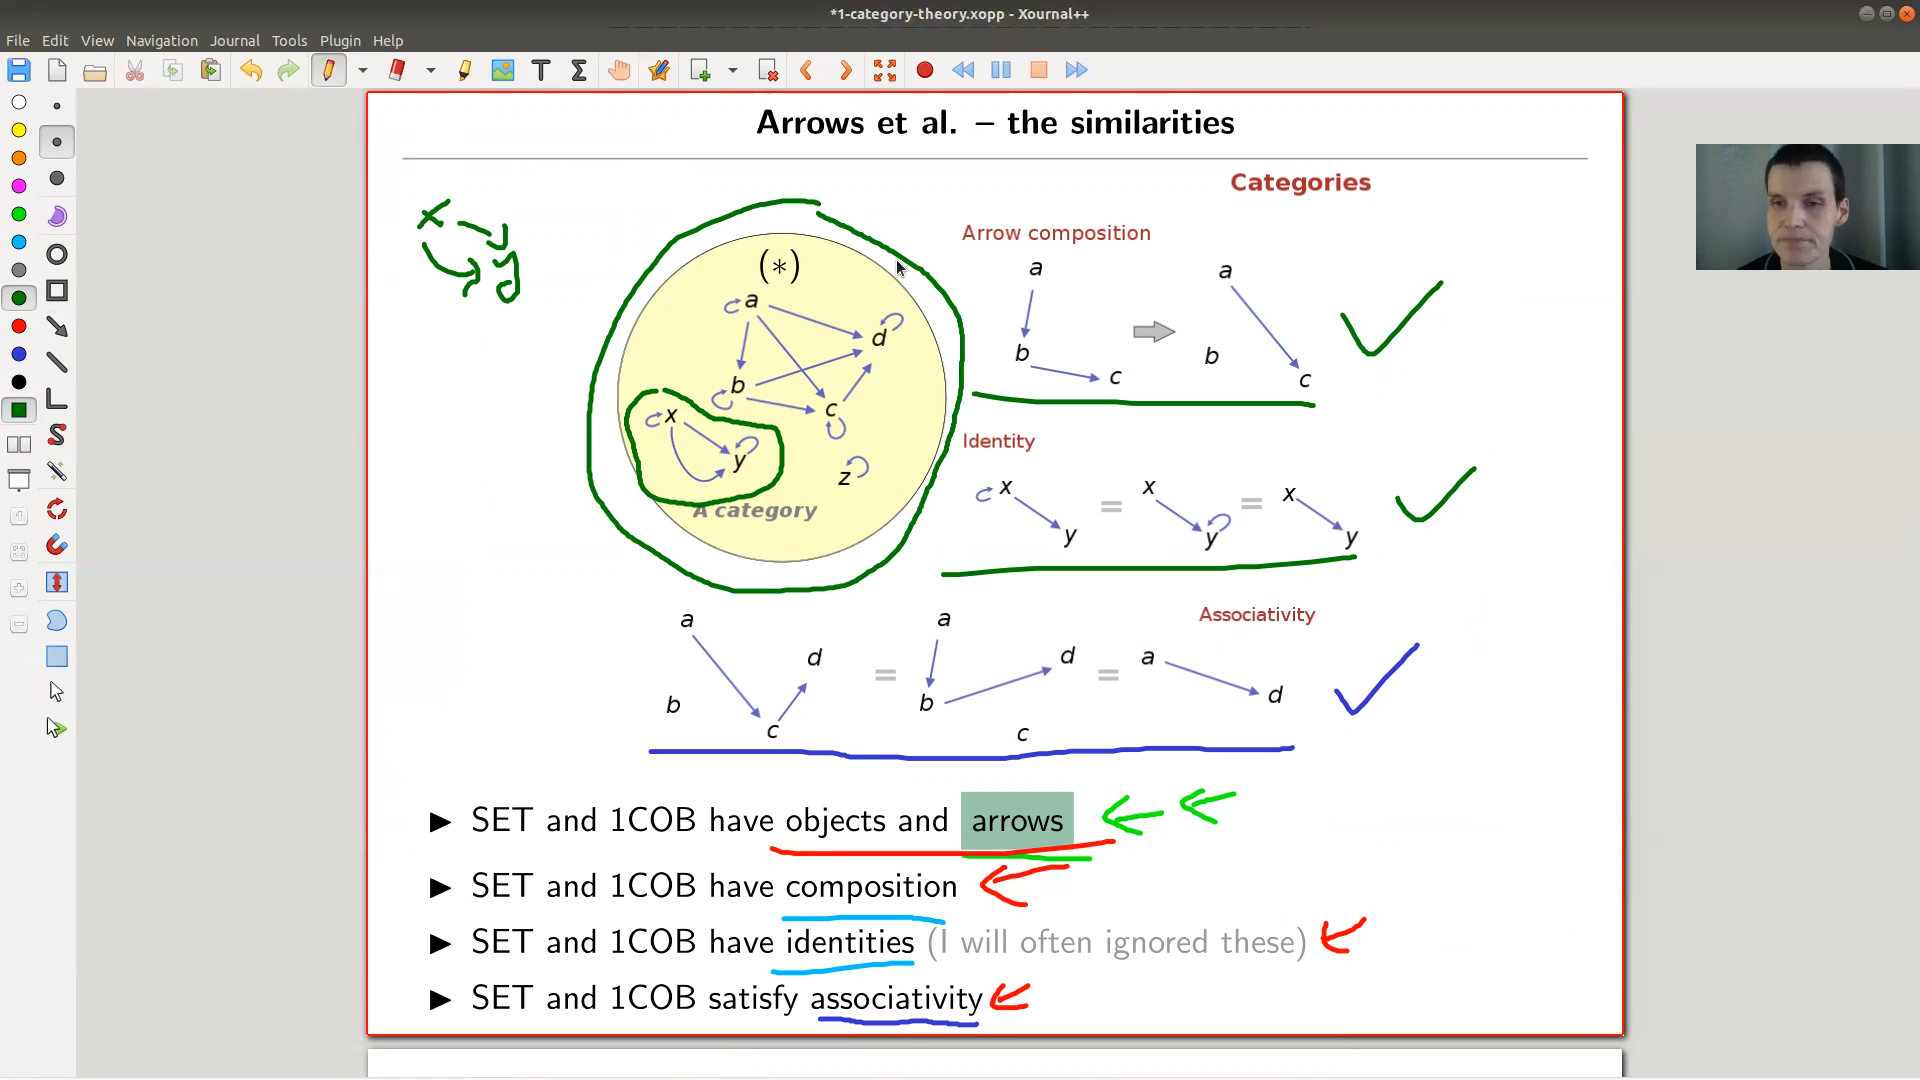 *1-category-theory.xopp - Xournal++
File Edit View Navigation Journal Tools Plugin Help
Arrows et al. – the similarities
Categories
x
y
(*)
a
d
b
c
x
y
z
A category
Arrow composition
a
b
c
a
b
c
Identity
x
y
=
x
y
=
x
y
Associativity
a
b
c
d
=
a
b
c
d
=
a
d
▶ SET and 1COB have objects and arrows
▶ SET and 1COB have composition
▶ SET and 1COB have identities (I will often ignored these)
▶ SET and 1COB satisfy associativity